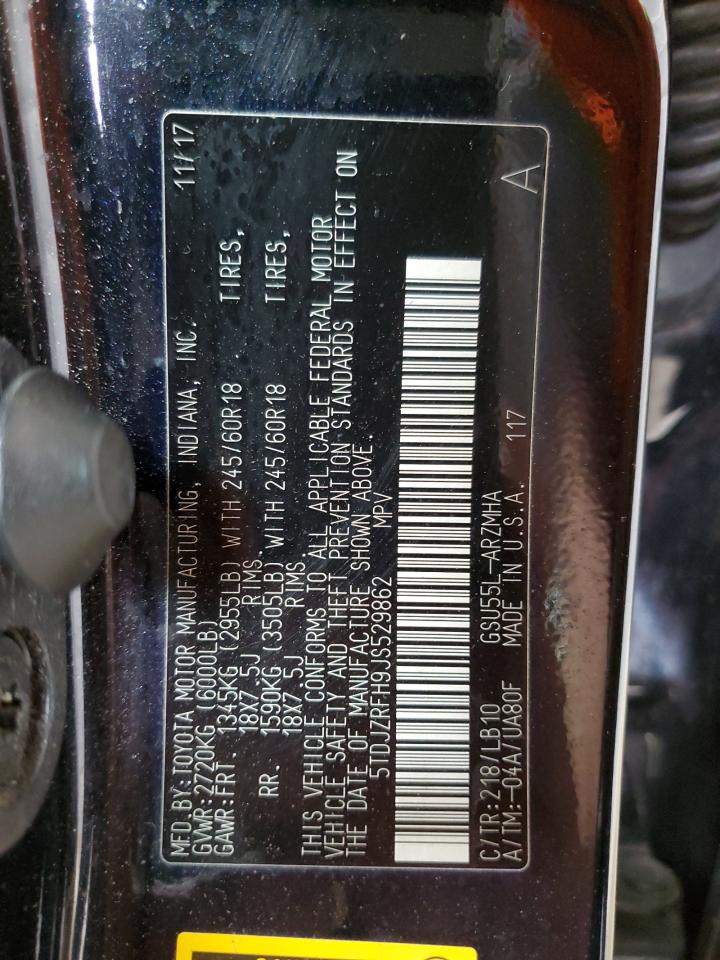 MFD.BY:TOYOTA MOTOR MANUFACTURING, INDIANA, INC. 11/17
GVWR:2720KG (6000LB)
GAWR:FRT. 1345KG (2955LB) WITH 245/60R18 TIRES,
18X7.5J RIMS.
RR. 1590KG (3505LB) WITH 245/60R18 TIRES,
18X7.5J RIMS.
THIS VEHICLE CONFORMS TO ALL APPLICABLE FEDERAL MOTOR
VEHICLE SAFETY AND THEFT PREVENTION STANDARDS IN EFFECT ON
THE DATE OF MANUFACTURE SHOWN ABOVE.
5TDJZRFH9JS529862 MPV
C/TR:218/LB10 GSU55L-ARZMHA
A/TM:-04A/UA80F MADE IN U.S.A. 117 A